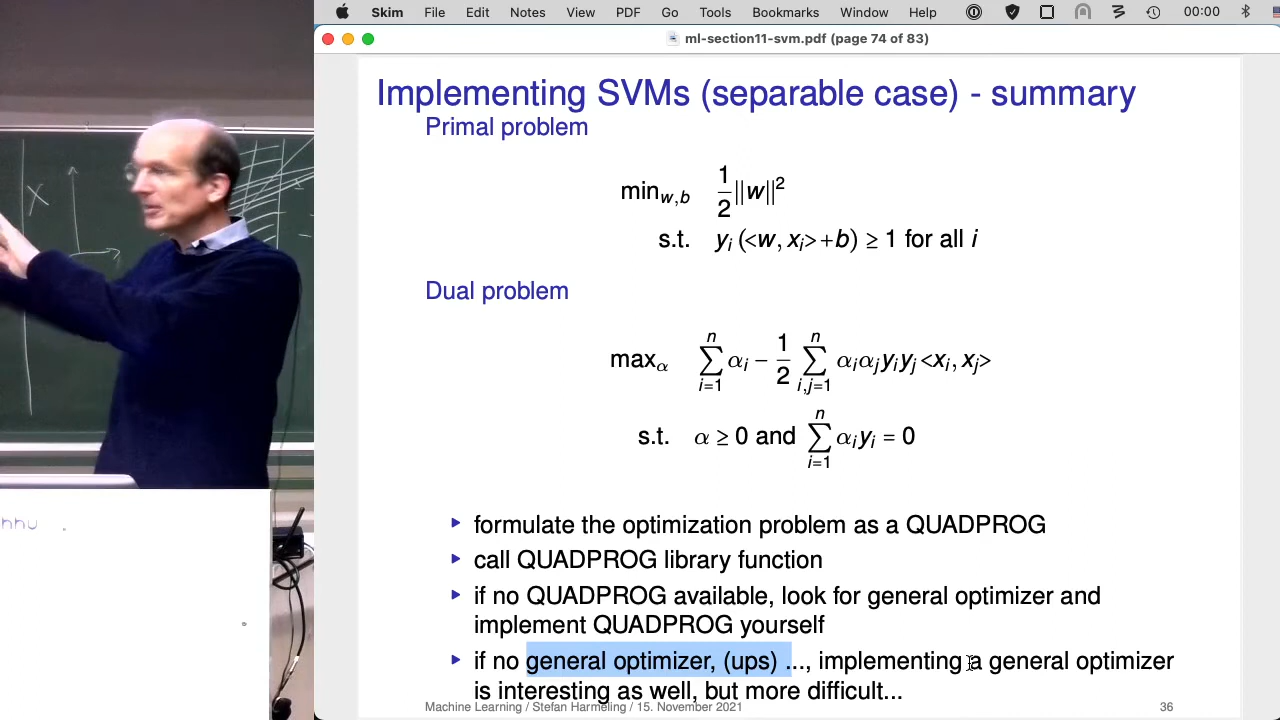 Skim File Edit Notes View PDF Go Tools Bookmarks Window Help 00:00
ml-section11-svm.pdf (page 74 of 83)
Implementing SVMs (separable case) - summary
Primal problem
min_{w,b} 1/2 ||w||^2
s.t. y_i (<w, x_i> + b) ≥ 1 for all i
Dual problem
max_α ∑_{i=1}^{n} α_i − 1/2 ∑_{i,j=1}^{n} α_i α_j y_i y_j <x_i, x_j>
s.t. α ≥ 0 and ∑_{i=1}^{n} α_i y_i = 0
▸ formulate the optimization problem as a QUADPROG
▸ call QUADPROG library function
▸ if no QUADPROG available, look for general optimizer and
implement QUADPROG yourself
▸ if no general optimizer, (ups) ..., implementing a general optimizer
is interesting as well, but more difficult...
Machine Learning / Stefan Harmeling / 15. November 2021 36
X
hhu